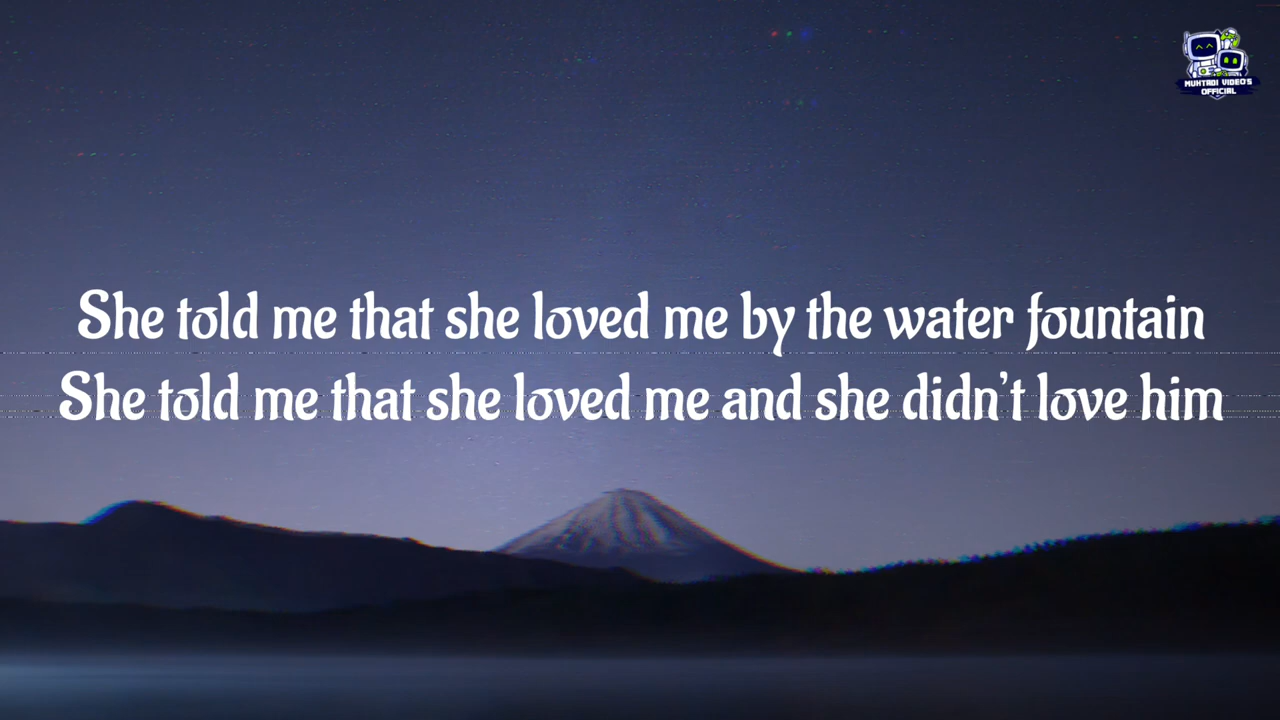 MUHTADI VIDEO'S
OFFICIAL
She told me that she loved me by the water fountain
She told me that she loved me and she didn't love him